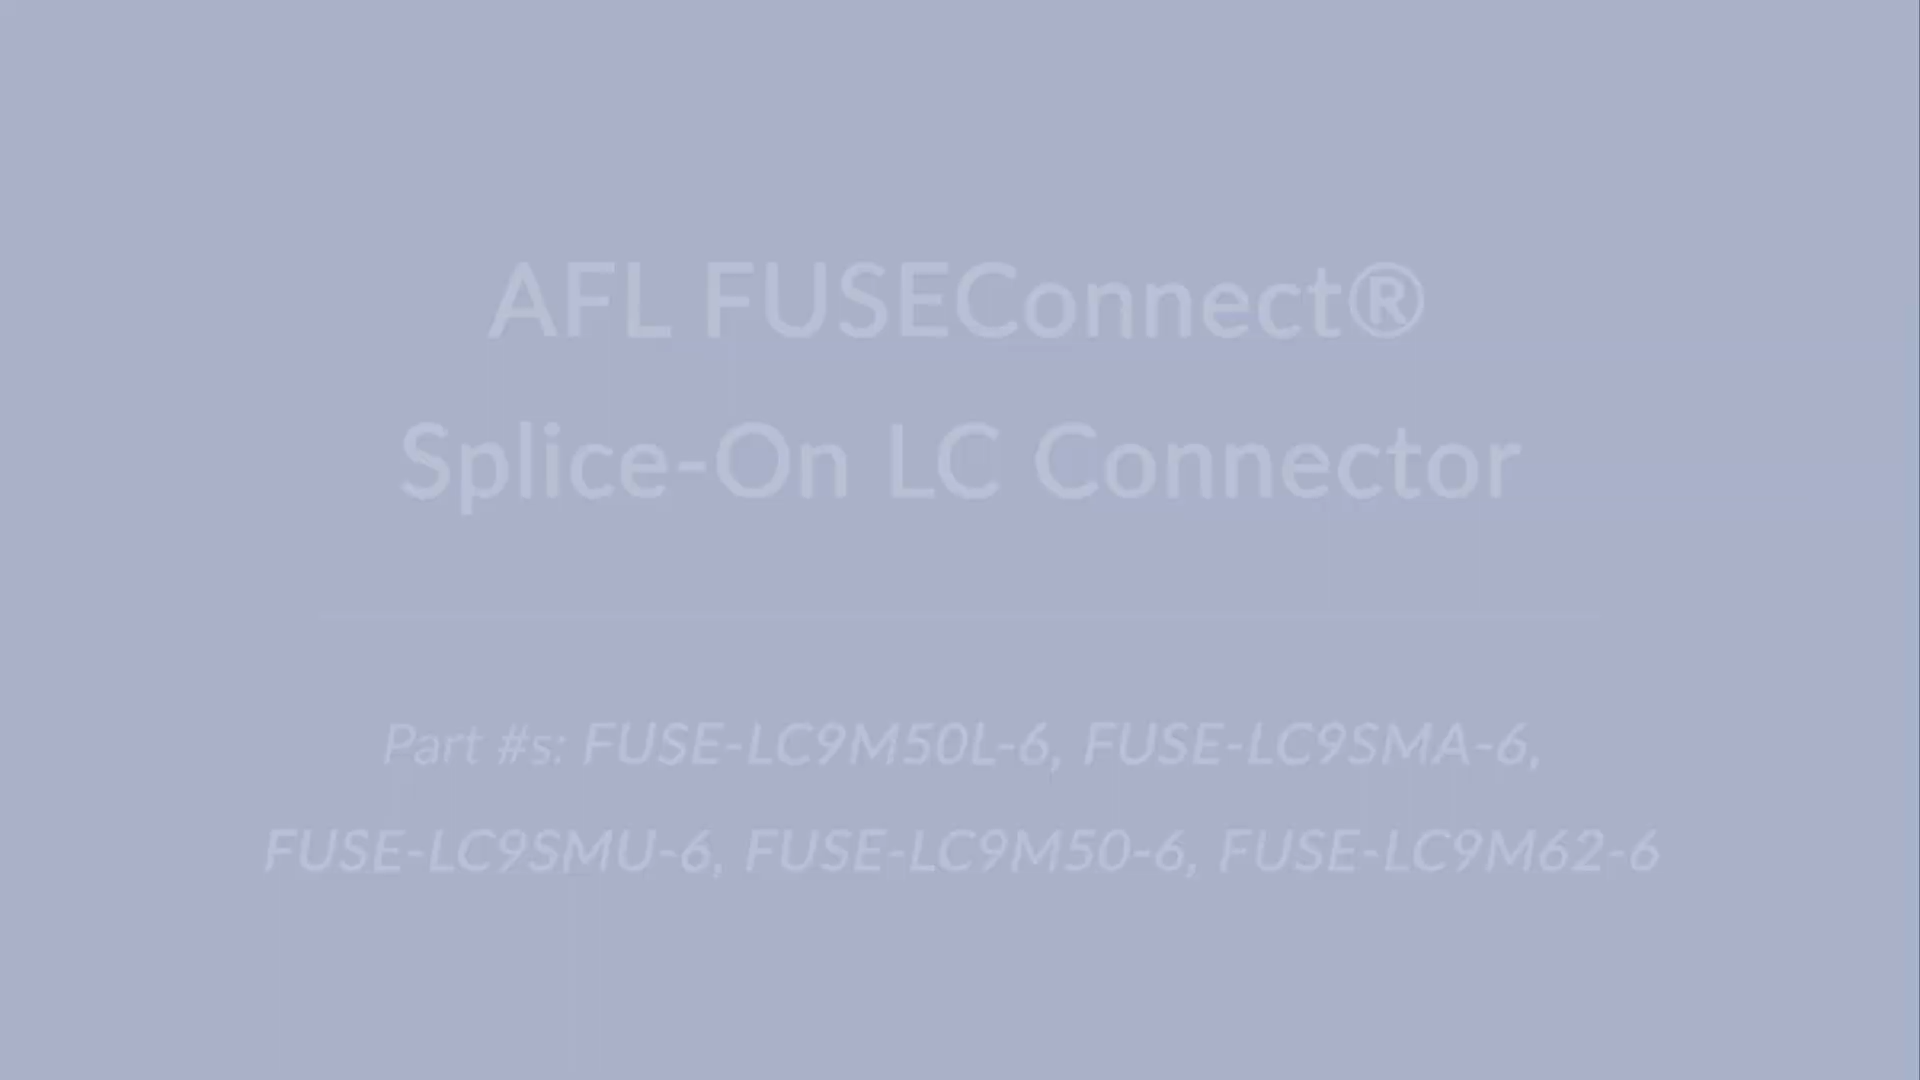 AFL FUSEConnect®
Splice-On LC Connector
Part #s: FUSE-LC9M50L-6, FUSE-LC9SMA-6,
FUSE-LC9SMU-6, FUSE-LC9M50-6, FUSE-LC9M62-6